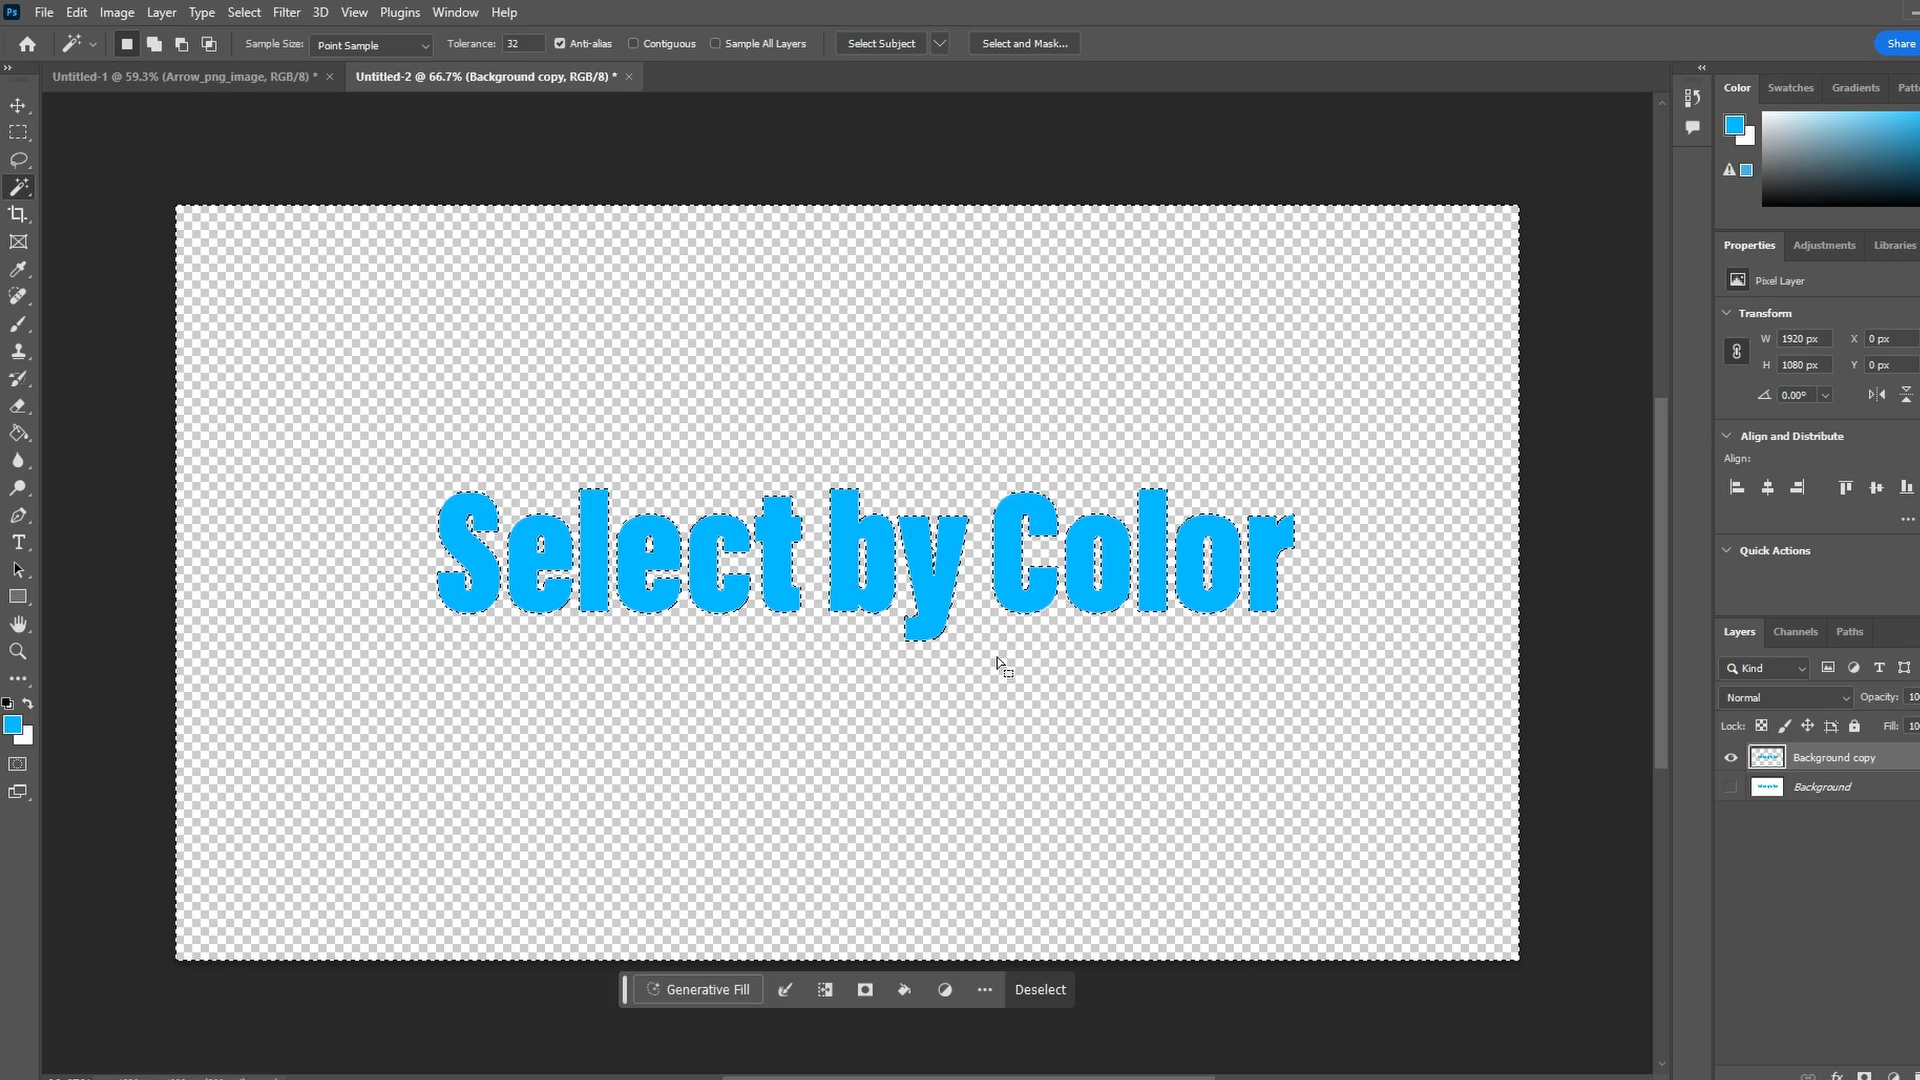 Ps File Edit Image Layer Type Select Filter 3D View Plugins Window Help
Sample Size: Point Sample Tolerance: 32 Anti-alias Contiguous Sample All Layers Select Subject Select and Mask... Share
Untitled-1 @ 59.3% (Arrow_png_image, RGB/8) * × Untitled-2 @ 66.7% (Background copy, RGB/8) * ×
Color Swatches Gradients Patt
Select by Color
Properties Adjustments Libraries
Pixel Layer
Transform
W 1920 px X 0 px
H 1080 px Y 0 px
0.00°
Align and Distribute
Align:
Quick Actions
Layers Channels Paths
Kind
Normal Opacity: 10
Lock: Fill: 10
Background copy
Background
Generative Fill Deselect
fx